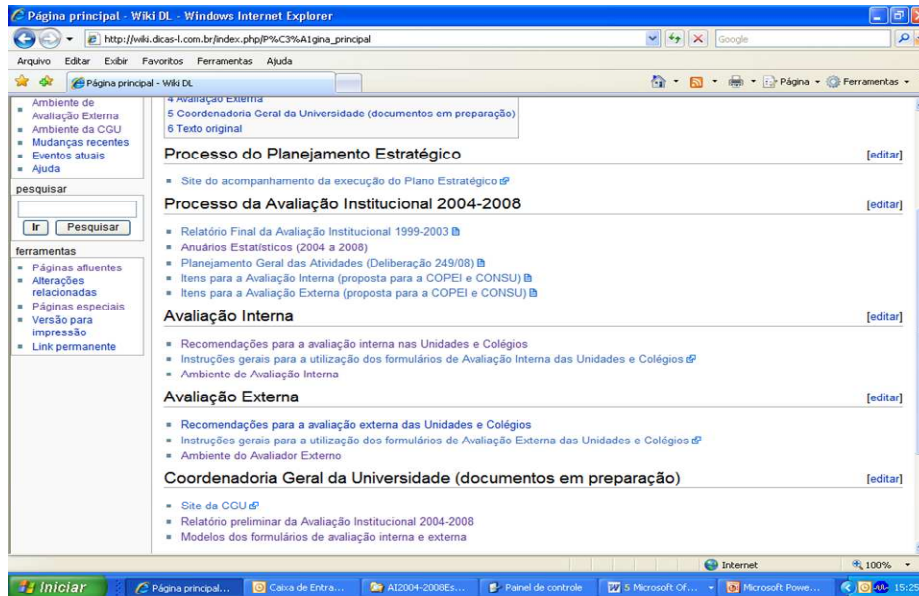 Página principal - Wiki DL - Windows Internet Explorer
http://wiki.dicas-l.com.br/index.php/P%C3%A1gina_principal
Google
Arquivo Editar Exibir Favoritos Ferramentas Ajuda
Página principal - Wiki DL
Página Ferramentas
Ambiente de
Avaliação Externa
Ambiente da CGU
Mudanças recentes
Eventos atuais
Ajuda
pesquisar
Ir Pesquisar
ferramentas
Páginas afluentes
Alterações
relacionadas
Páginas especiais
Versão para
impressão
Link permanente
4 Avaliação Externa
5 Coordenadoria Geral da Universidade (documentos em preparação)
6 Texto original
Processo do Planejamento Estratégico [editar]
Site do acompanhamento da execução do Plano Estratégico
Processo da Avaliação Institucional 2004-2008 [editar]
Relatório Final da Avaliação Institucional 1999-2003
Anuários Estatísticos (2004 a 2008)
Planejamento Geral das Atividades (Deliberação 249/08)
Itens para a Avaliação Interna (proposta para a COPEI e CONSU)
Itens para a Avaliação Externa (proposta para a COPEI e CONSU)
Avaliação Interna [editar]
Recomendações para a avaliação interna nas Unidades e Colégios
Instruções gerais para a utilização dos formulários de Avaliação Interna das Unidades e Colégios
Ambiente de Avaliação Interna
Avaliação Externa [editar]
Recomendações para a avaliação externa das Unidades e Colégios
Instruções gerais para a utilização dos formulários de Avaliação Externa das Unidades e Colégios
Ambiente do Avaliador Externo
Coordenadoria Geral da Universidade (documentos em preparação) [editar]
Site da CGU
Relatório preliminar da Avaliação Institucional 2004-2008
Modelos dos formulários de avaliação interna e externa
Internet 100%
Iniciar Página principal... Caixa de Entra... AI2004-2008Es... Painel de controle 5 Microsoft Of... Microsoft Powe... 15:25